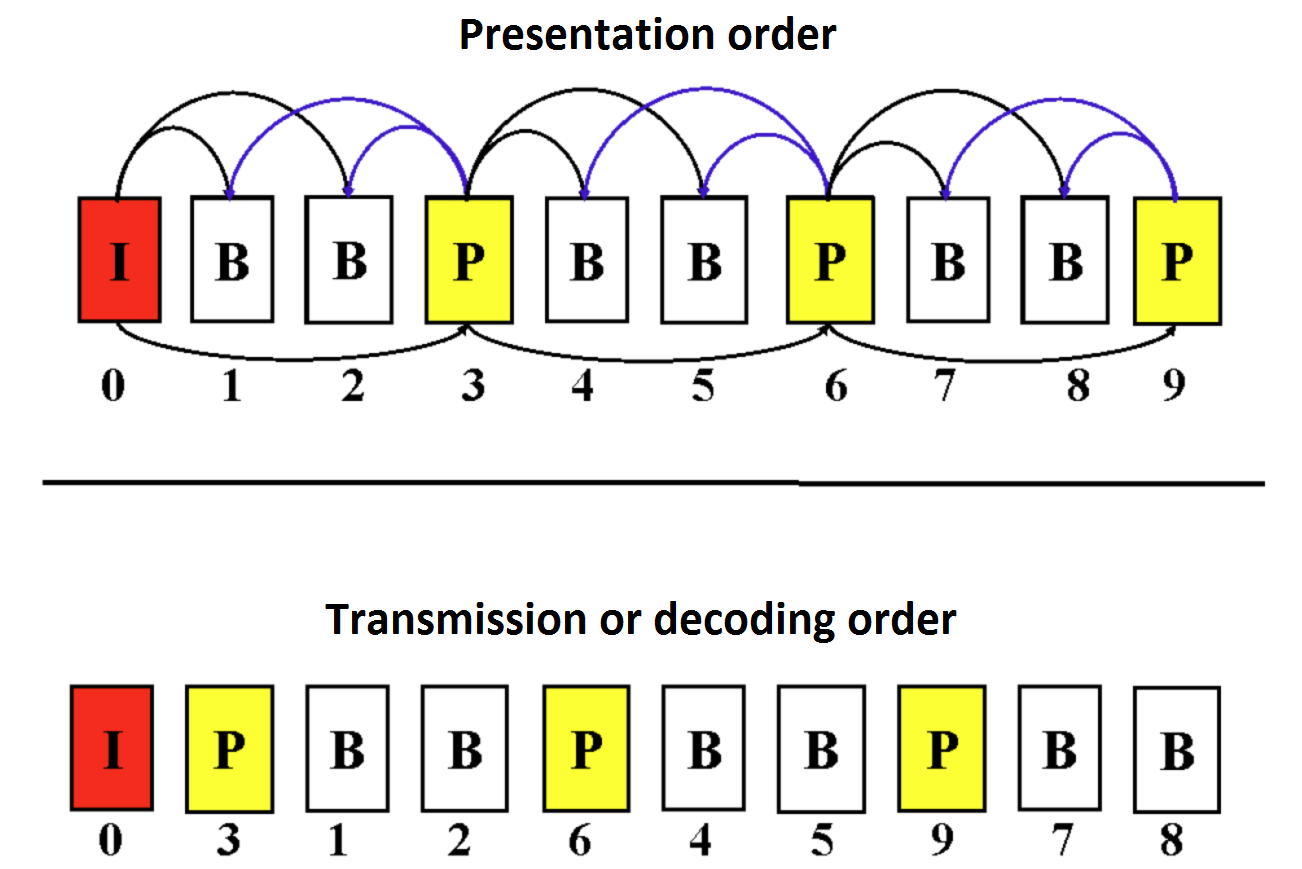 Presentation order
I B B P B B P B B P
0 1 2 3 4 5 6 7 8 9
Transmission or decoding order
I P B B P B B P B B
0 3 1 2 6 4 5 9 7 8